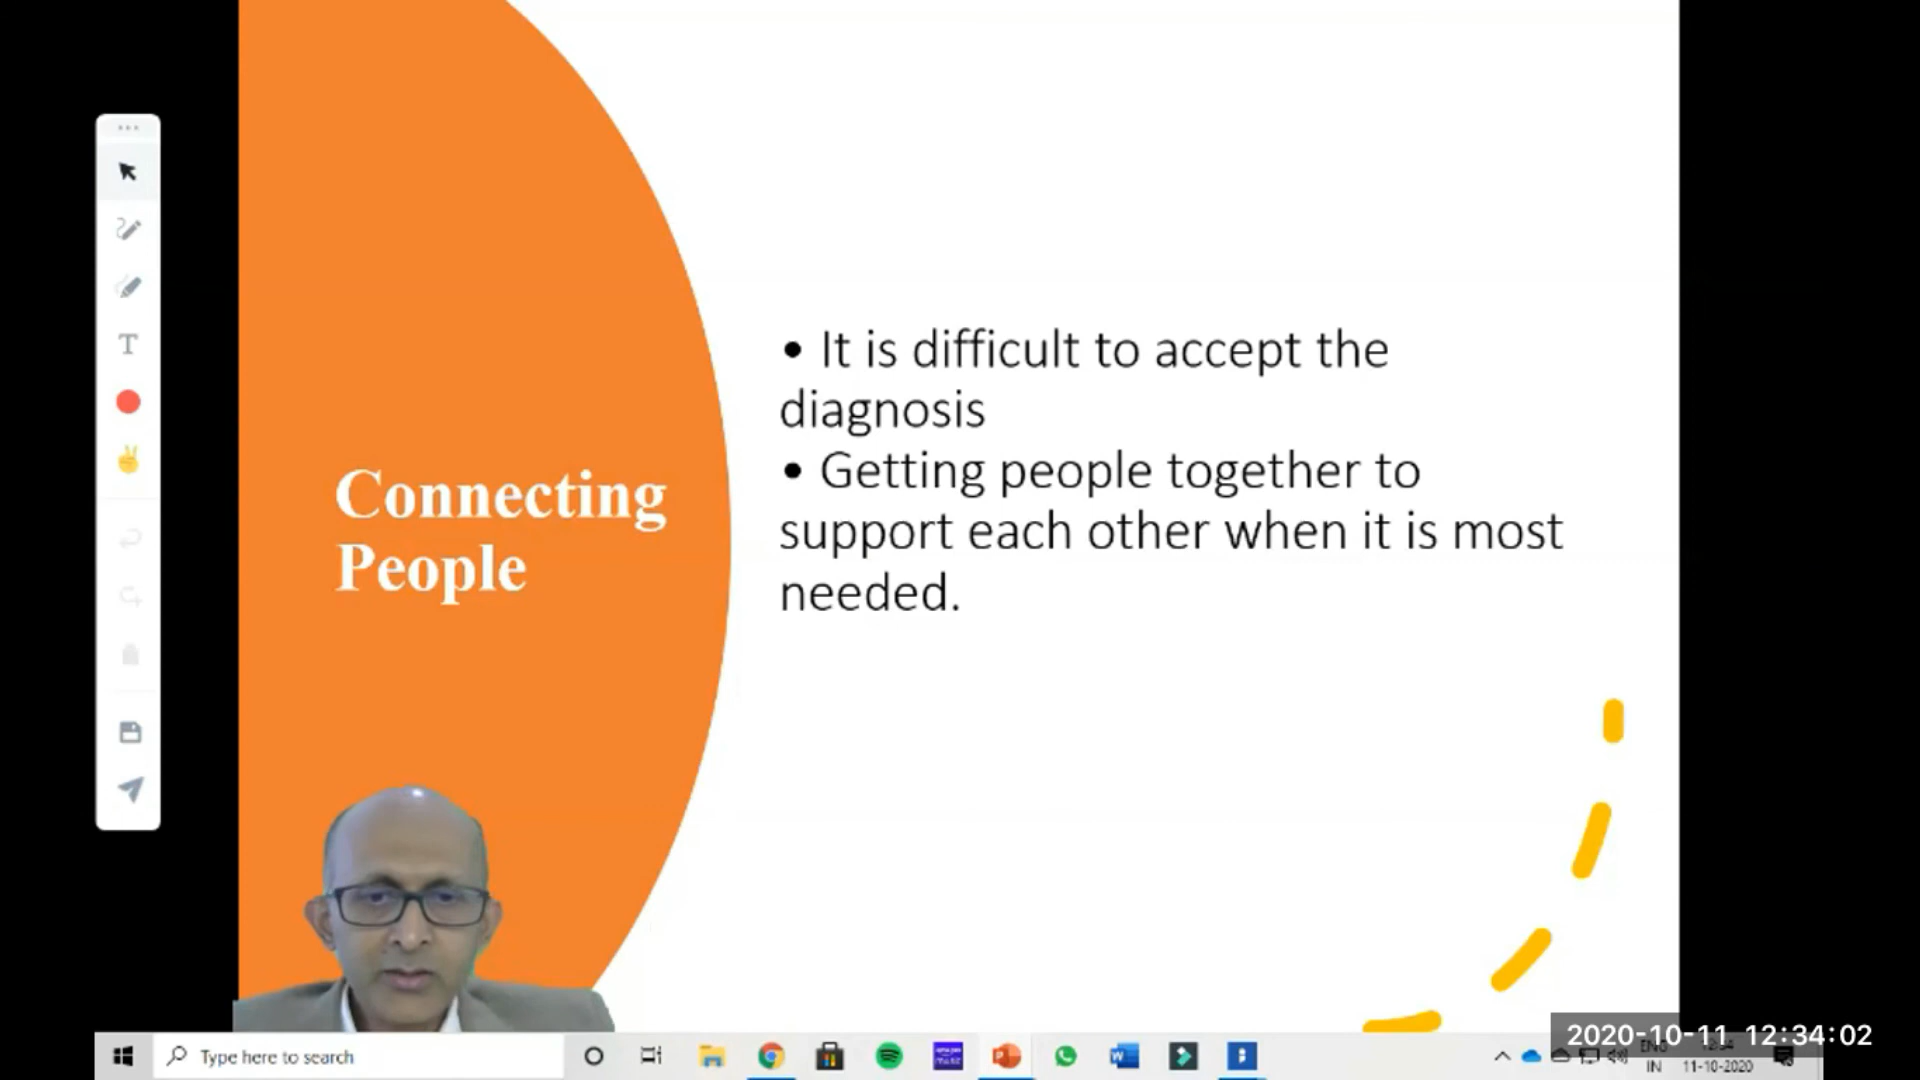 • It is difficult to accept the
diagnosis
• Getting people together to
support each other when it is most
needed.
Connecting
People
T
Type here to search
2020-10-11 12:34:02
ENG
IN
11-10-2020